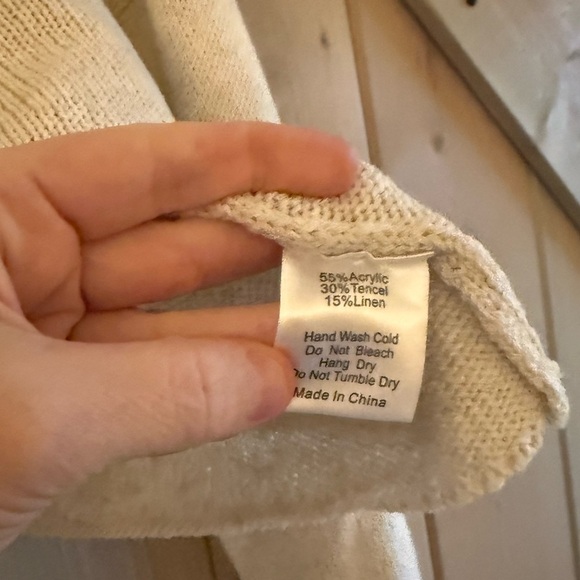 55%Acrylic
30%Tencel
15%Linen
Hand Wash Cold
Do Not Bleach
Hang Dry
Do Not Tumble Dry
Made In China